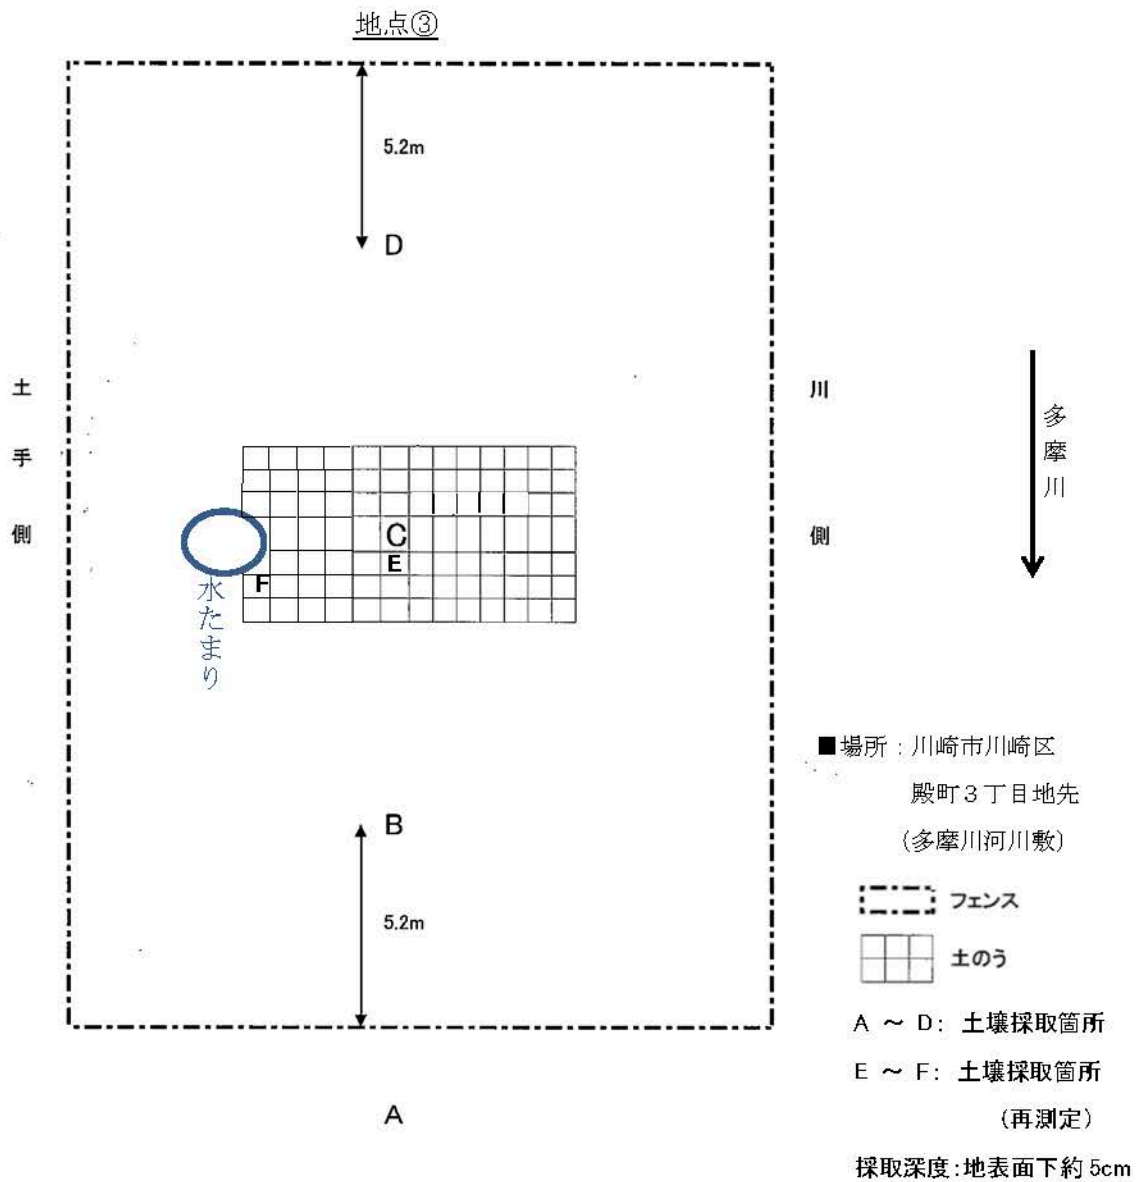 地点③
5.2m
D
土手側
川側
多摩川
C
E
F
水たまり
B
5.2m
A
■場所:川崎市川崎区
殿町3丁目地先
(多摩川河川敷)
フェンス
土のう
A ~ D: 土壌採取箇所
E ~ F: 土壌採取箇所
(再測定)
採取深度:地表面下約5cm